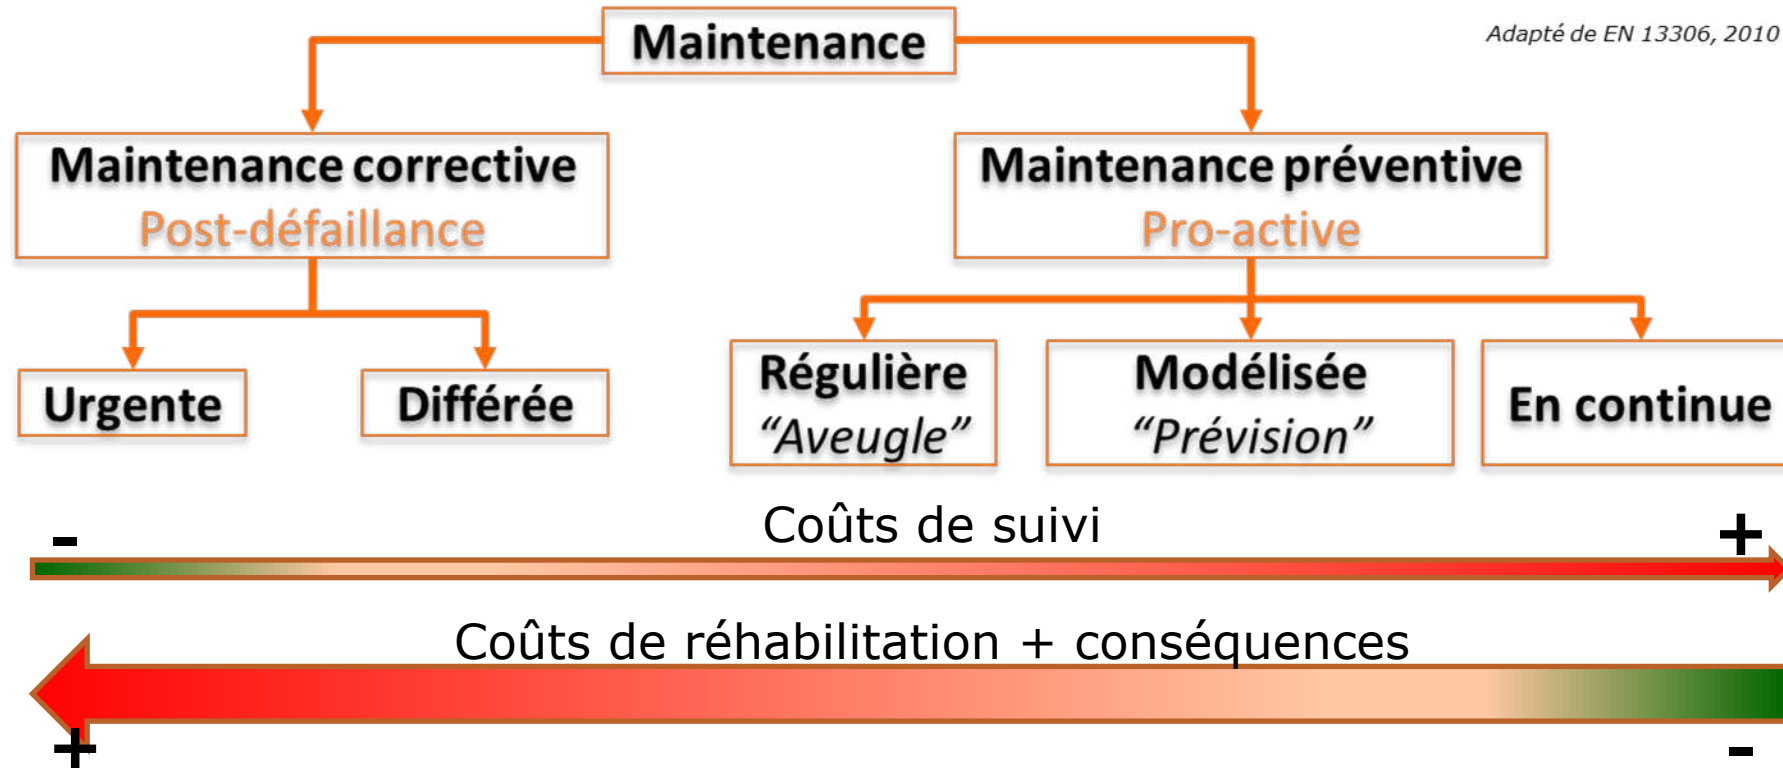 Maintenance
Adapté de EN 13306, 2010
Maintenance corrective
Post-défaillance
Maintenance préventive
Pro-active
Urgente
Différée
Régulière
“Aveugle”
Modélisée
“Prévision”
En continue
Coûts de suivi
-
+
Coûts de réhabilitation + conséquences
+
-